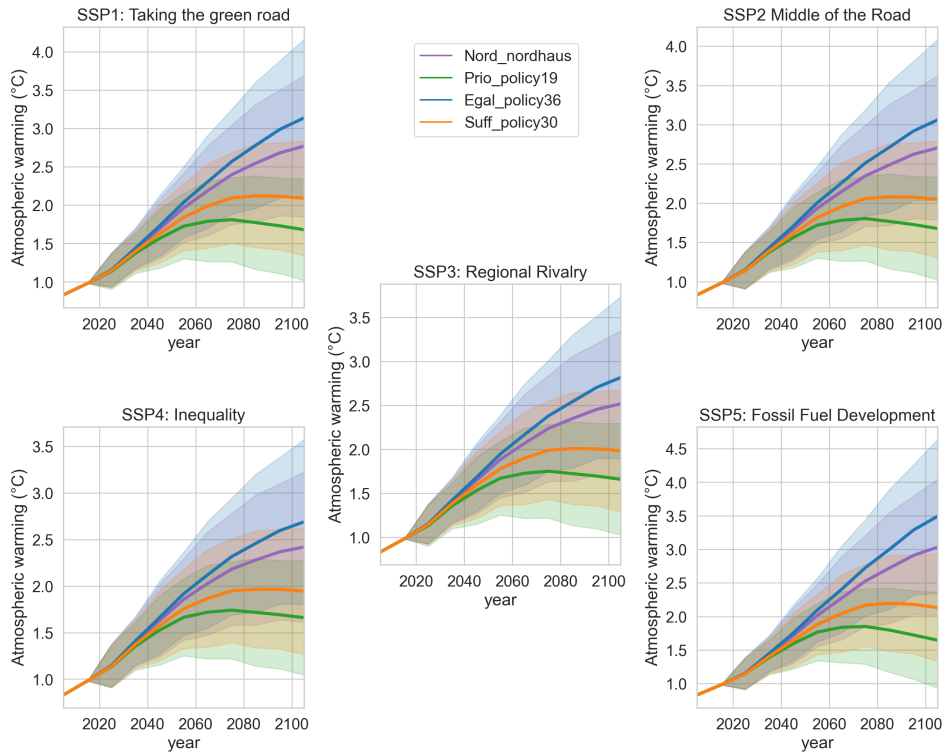 SSP1: Taking the green road
Atmospheric warming (°C)
4.0
3.5
3.0
2.5
2.0
1.5
1.0
2020 2040 2060 2080 2100
year
Nord_nordhaus
Prio_policy19
Egal_policy36
Suff_policy30
SSP2 Middle of the Road
Atmospheric warming (°C)
4.0
3.5
3.0
2.5
2.0
1.5
1.0
2020 2040 2060 2080 2100
year
SSP3: Regional Rivalry
Atmospheric warming (°C)
3.5
3.0
2.5
2.0
1.5
1.0
2020 2040 2060 2080 2100
year
SSP4: Inequality
Atmospheric warming (°C)
3.5
3.0
2.5
2.0
1.5
1.0
2020 2040 2060 2080 2100
year
SSP5: Fossil Fuel Development
Atmospheric warming (°C)
4.5
4.0
3.5
3.0
2.5
2.0
1.5
1.0
2020 2040 2060 2080 2100
year